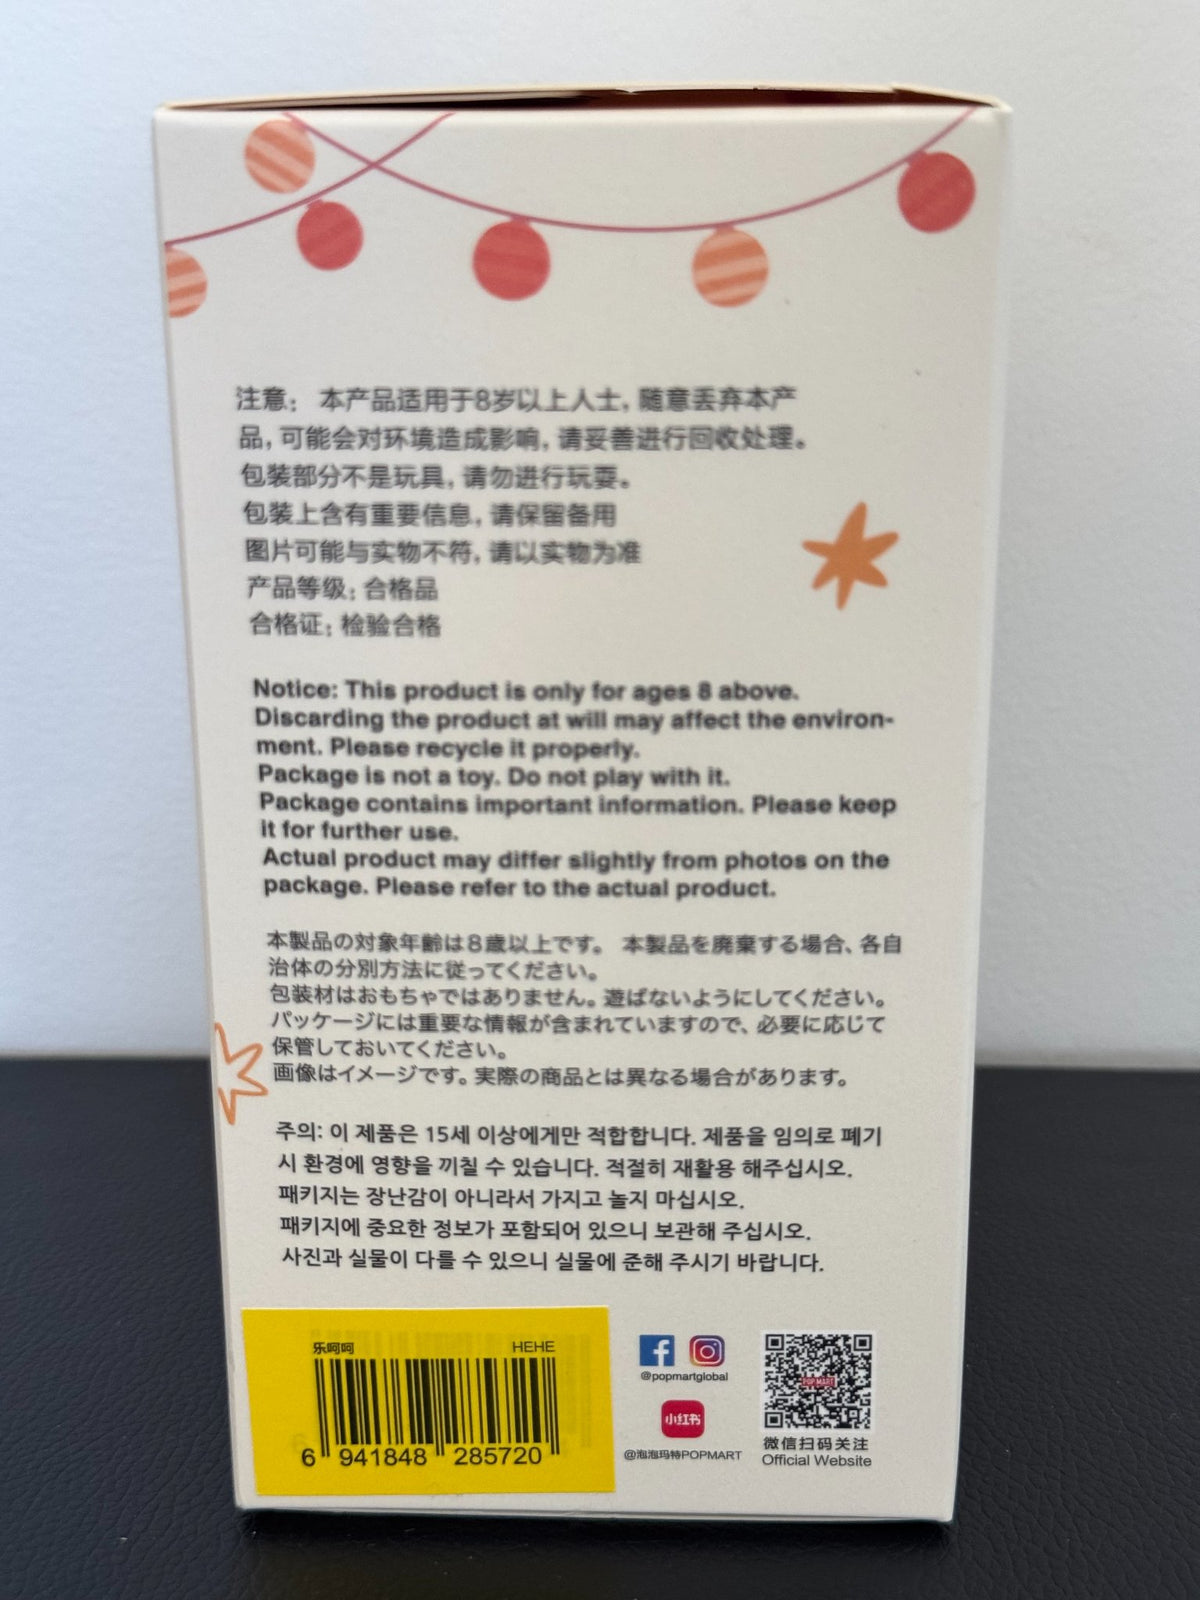 注意： 本产品适用于8岁以上人士, 随意丢弃本产
品, 可能会对环境造成影响, 请妥善进行回收处理。
包装部分不是玩具, 请勿进行玩耍。
包装上含有重要信息, 请保留备用
图片可能与实物不符, 请以实物为准
产品等级: 合格品
合格证: 检验合格
Notice: This product is only for ages 8 above.
Discarding the product at will may affect the environ-
ment. Please recycle it properly.
Package is not a toy. Do not play with it.
Package contains important information. Please keep
it for further use.
Actual product may differ slightly from photos on the
package. Please refer to the actual product.
本製品の対象年齢は8歳以上です。 本製品を廃棄する場合、各自
治体の分別方法に従ってください。
包装材はおもちゃではありません。遊ばないようにしてください。
パッケージには重要な情報が含まれていますので、必要に応じて
保管しておいてください。
画像はイメージです。実際の商品とは異なる場合があります。
주의: 이 제품은 15세 이상에게만 적합합니다. 제품을 임의로 폐기
시 환경에 영향을 끼칠 수 있습니다. 적절히 재활용 해주십시오.
패키지는 장난감이 아니라서 가지고 놀지 마십시오.
패키지에 중요한 정보가 포함되어 있으니 보관해 주십시오.
사진과 실물이 다를 수 있으니 실물에 준해 주시기 바랍니다.
乐呵呵 HEHE
6 941848 285720
@popmartglobal
小红书
@泡泡玛特POPMART
POP MART
微信扫码关注
Official Website